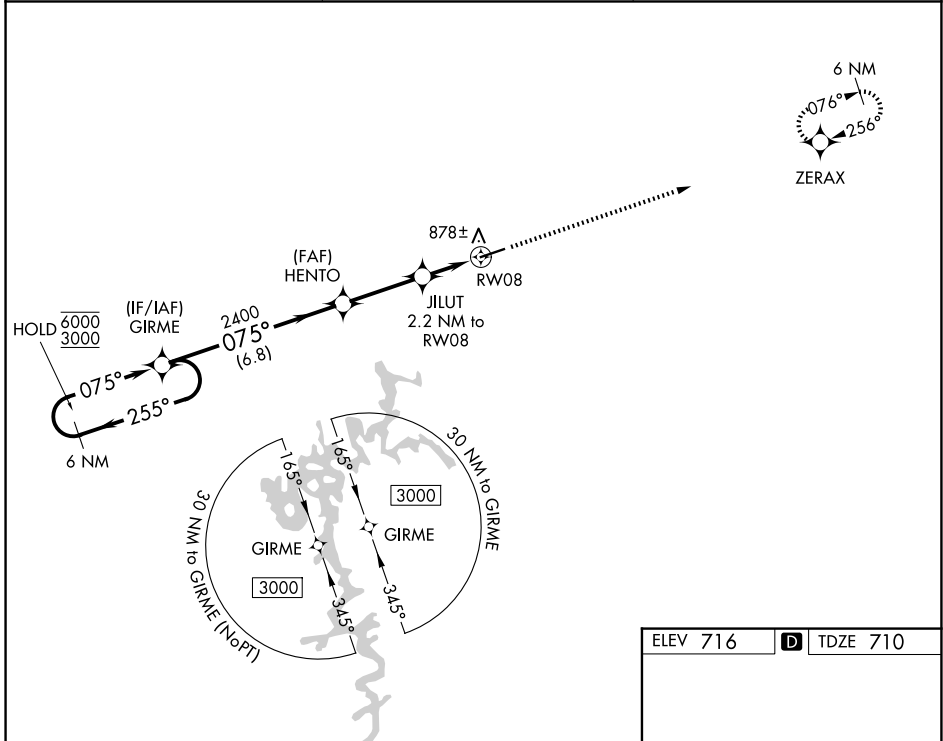 6 NM
076°
256°
ZERAX
878±
RW08
(FAF)
HENTO
JILUT
2.2 NM to
RW08
(IF/IAF)
GIRME
HOLD
6000
3000
2400
075°
(6.8)
075°
255°
6 NM
30 NM to GIRME (NoPT)
165°
GIRME
3000
345°
30 NM to GIRME
165°
3000
GIRME
345°
ELEV 716 D TDZE 710